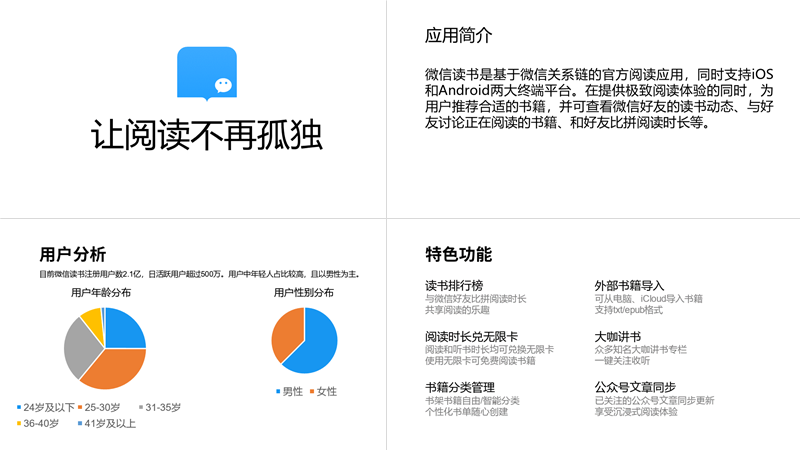 让阅读不再孤独
应用简介
微信读书是基于微信关系链的官方阅读应用，同时支持iOS
和Android两大终端平台。在提供极致阅读体验的同时，为
用户推荐合适的书籍，并可查看微信好友的读书动态、与好
友讨论正在阅读的书籍、和好友比拼阅读时长等。
用户分析
目前微信读书注册用户数2.1亿，日活跃用户超过500万。用户中年轻人占比较高，且以男性为主。
用户年龄分布
用户性别分布
24岁及以下 25-30岁 31-35岁
36-40岁 41岁及以上
男性 女性
特色功能
读书排行榜
与微信好友比拼阅读时长
共享阅读的乐趣
外部书籍导入
可从电脑、iCloud导入书籍
支持txt/epub格式
阅读时长兑无限卡
阅读和听书时长均可兑换无限卡
使用无限卡可免费阅读书籍
大咖讲书
众多知名大咖讲书专栏
一键关注收听
书籍分类管理
书架书籍自由/智能分类
个性化书单随心创建
公众号文章同步
已关注的公众号文章同步更新
享受沉浸式阅读体验